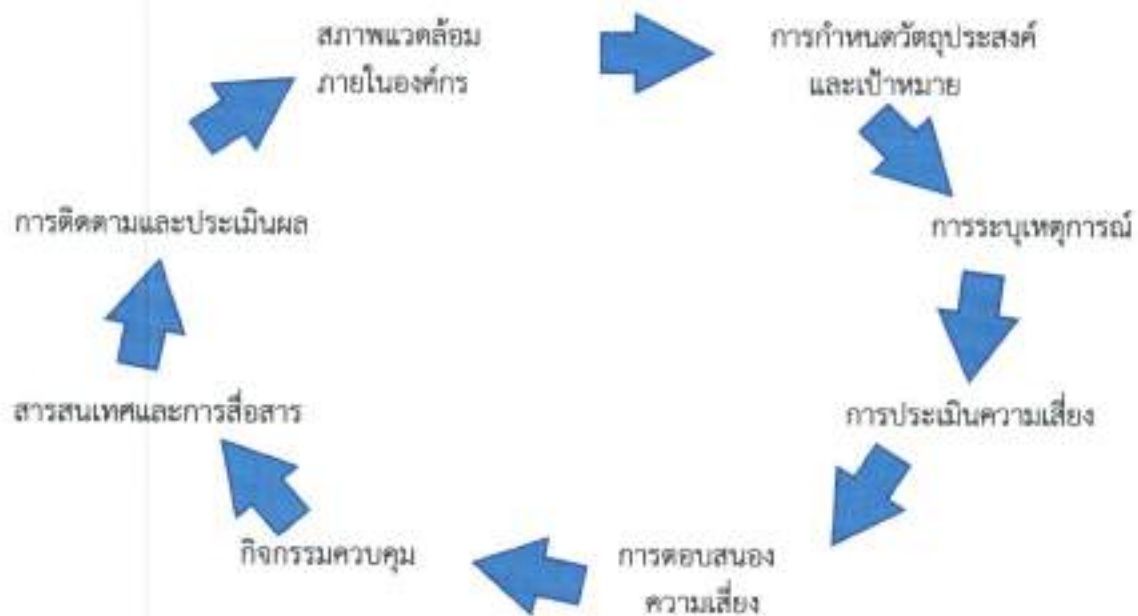 สภาพแวดล้อม
ภายในองค์กร
การกำหนดวัตถุประสงค์
และเป้าหมาย
การระบุเหตุการณ์
การประเมินความเสี่ยง
การตอบสนอง
ความเสี่ยง
กิจกรรมควบคุม
สารสนเทศและการสื่อสาร
การติดตามและประเมินผล